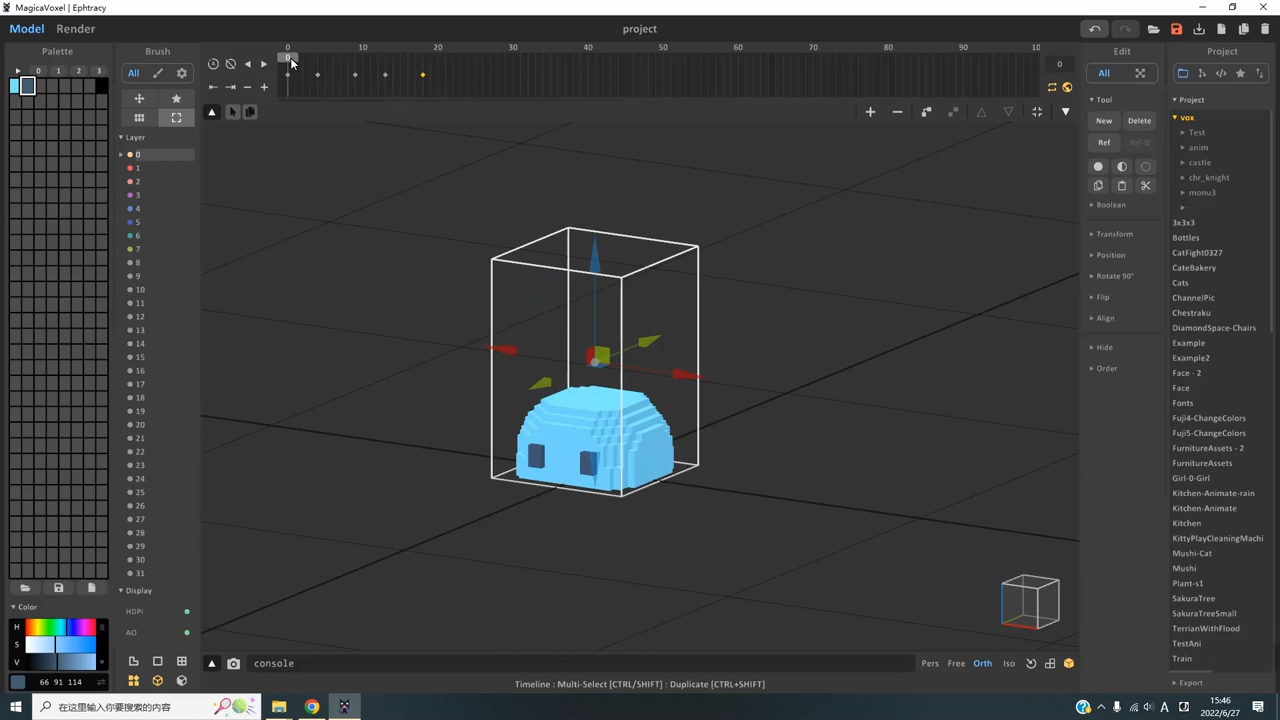 MagicaVoxel | Ephtracy
Model Render
project
Palette
Brush
0 10 20 30 40 50 60 70 80 90 10
0
0
Edit
Project
0 1 2 3
All
All
Tool
New Delete
Ref Ref-D
Boolean
Transform
Position
Rotate 90°
Flip
Align
Hide
Order
Layer
0
1
2
3
4
5
6
7
8
9
10
11
12
13
14
15
16
17
18
19
20
21
22
23
24
25
26
27
28
29
30
31
Display
HDPI
AO
Color
H
S
V
66 91 114
Project
vox
Test
anim
castle
chr_knight
monu3
3x3x3
Bottles
CatFight0327
CateBakery
Cats
ChannelPic
Chestraku
DiamondSpace-Chairs
Example
Example2
Face - 2
Face
Fonts
Fuji4-ChangeColors
Fuji5-ChangeColors
FurnitureAssets - 2
FurnitureAssets
Girl-0-Girl
Kitchen-Animate-rain
Kitchen-Animate
Kitchen
KittyPlayCleaningMachi
Mushi-Cat
Mushi
Plant-s1
SakuraTree
SakuraTreeSmall
TerrianWithFlood
TestAni
Train
Export
console
Pers Free Orth Iso
Timeline : Multi-Select [CTRL/SHIFT] : Duplicate [CTRL+SHIFT]
在这里输入你要搜索的内容
A
15:46
2022/6/27